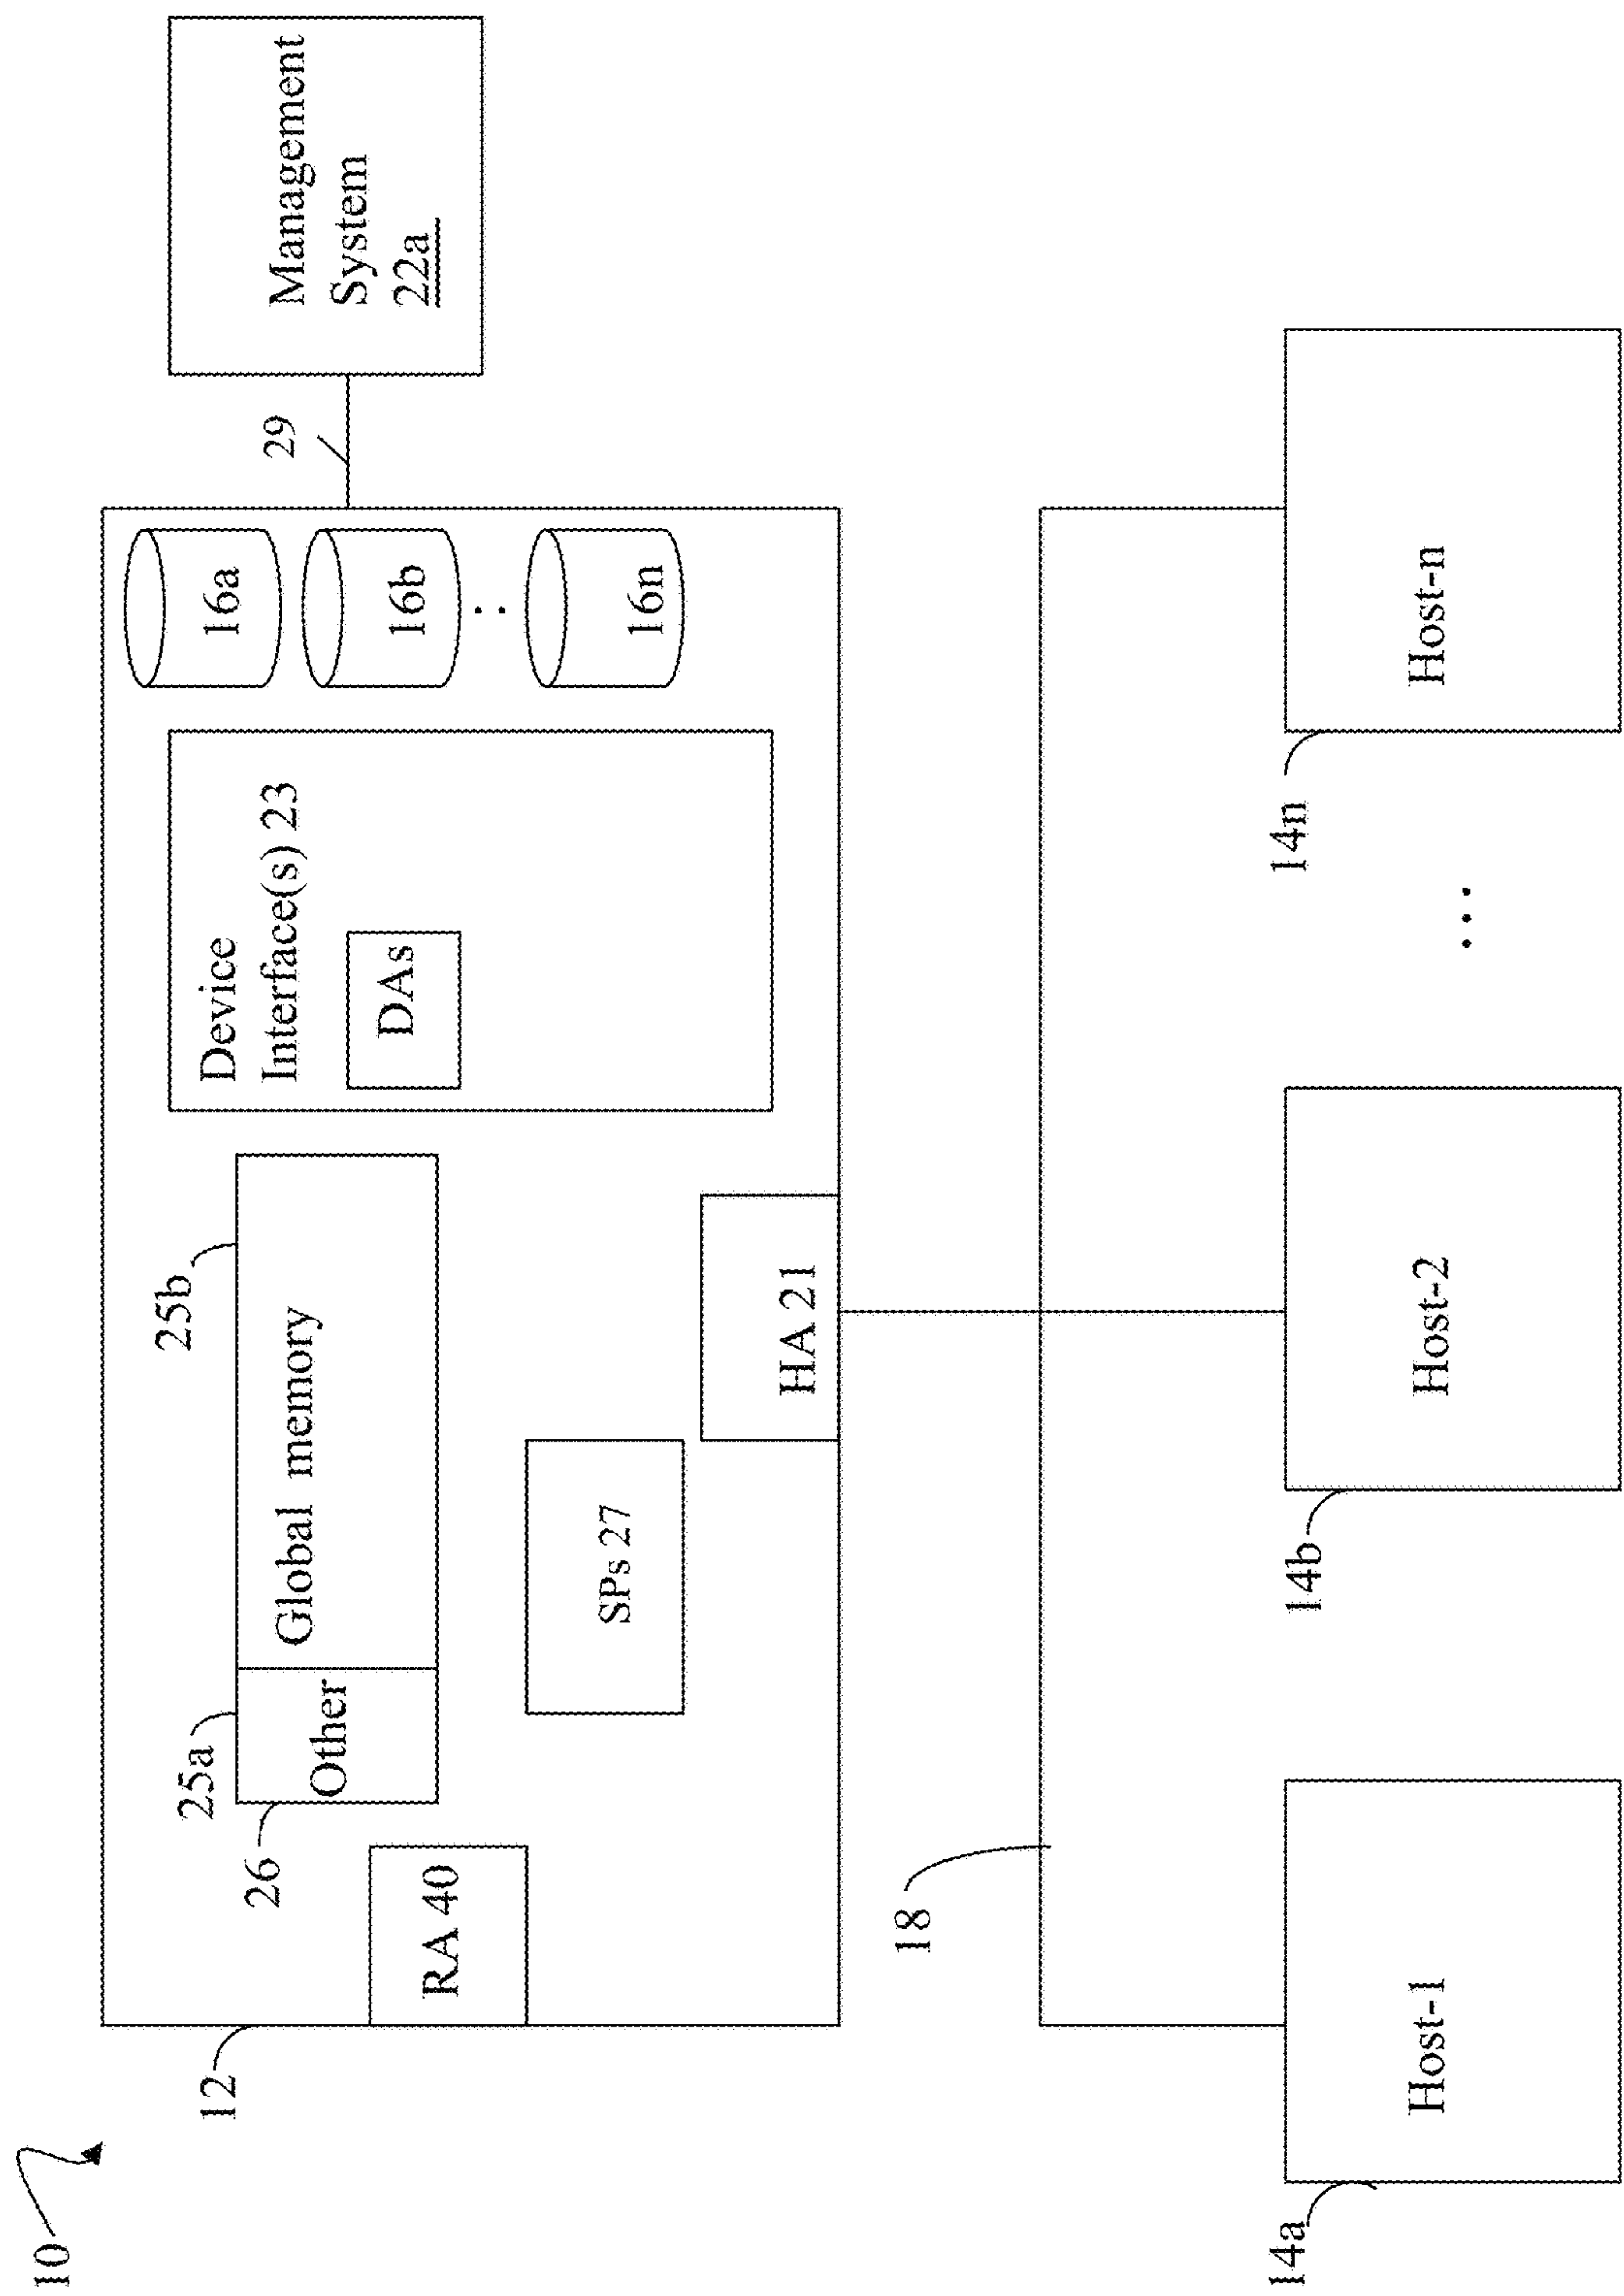 10
12
RA 40
26
25a
Other
Global memory
25b
SPs 27
HA 21
Device
Interface(s) 23
DAs
16a
16b
:
16n
29
Management
System
22a
18
14a
Host-1
14b
Host-2
...
14n
Host-n